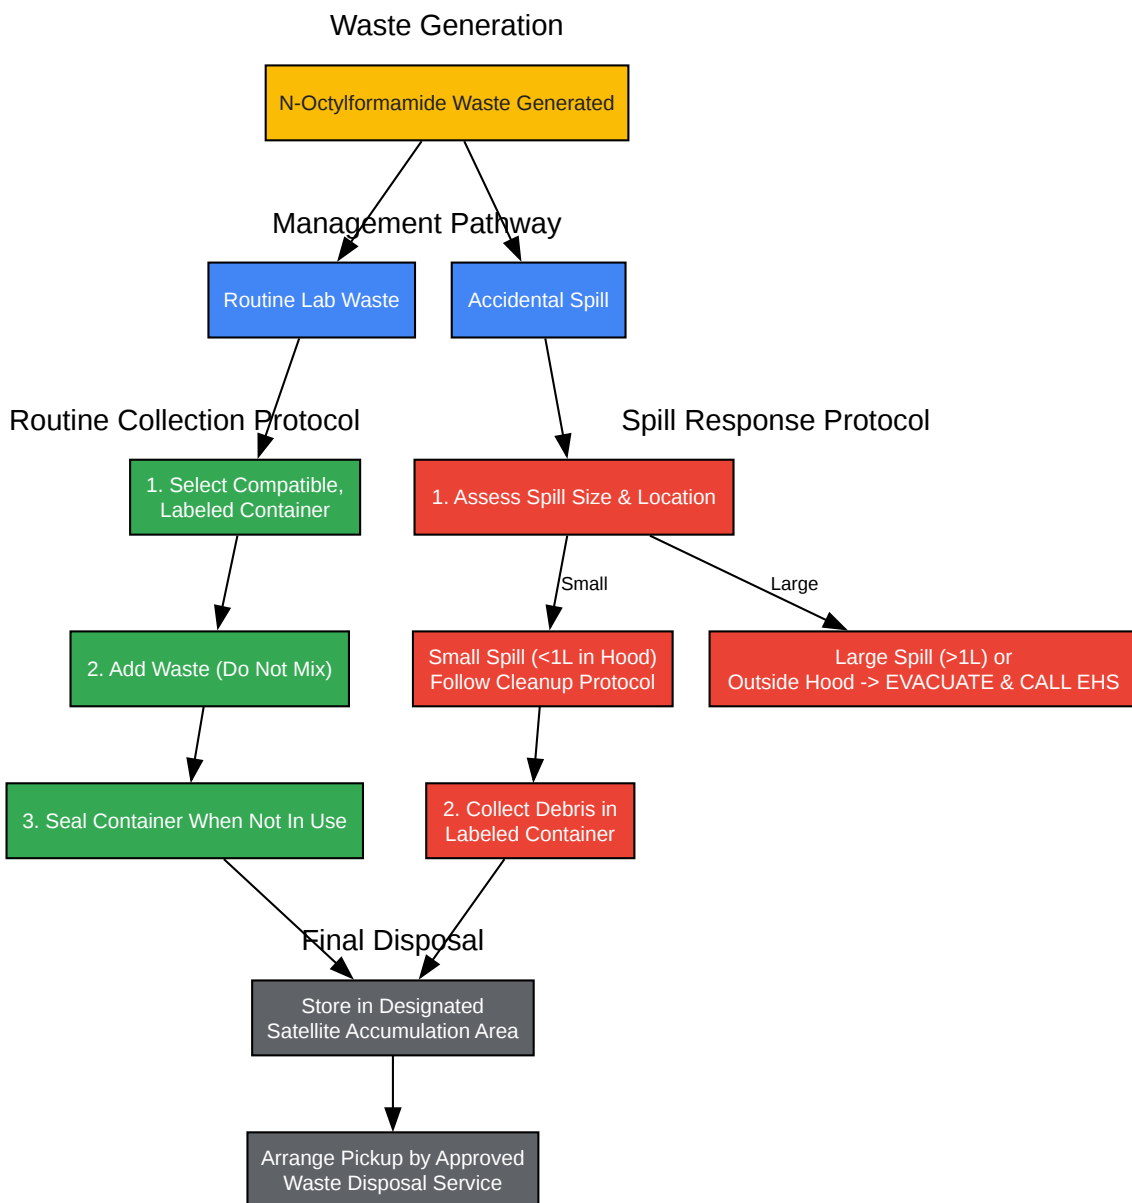 Waste Generation
N-Octylformamide Waste Generated
Management Pathway
Routine Lab Waste
Accidental Spill
Routine Collection Protocol
Spill Response Protocol
1. Select Compatible,
Labeled Container
1. Assess Spill Size & Location
Small
Large
2. Add Waste (Do Not Mix)
Small Spill (<1L in Hood)
Follow Cleanup Protocol
Large Spill (>1L) or
Outside Hood -> EVACUATE & CALL EHS
3. Seal Container When Not In Use
2. Collect Debris in
Labeled Container
Final Disposal
Store in Designated
Satellite Accumulation Area
Arrange Pickup by Approved
Waste Disposal Service